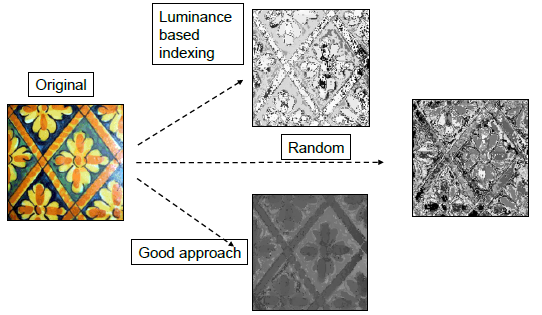 Luminance
based
indexing
Original
Random
Good approach